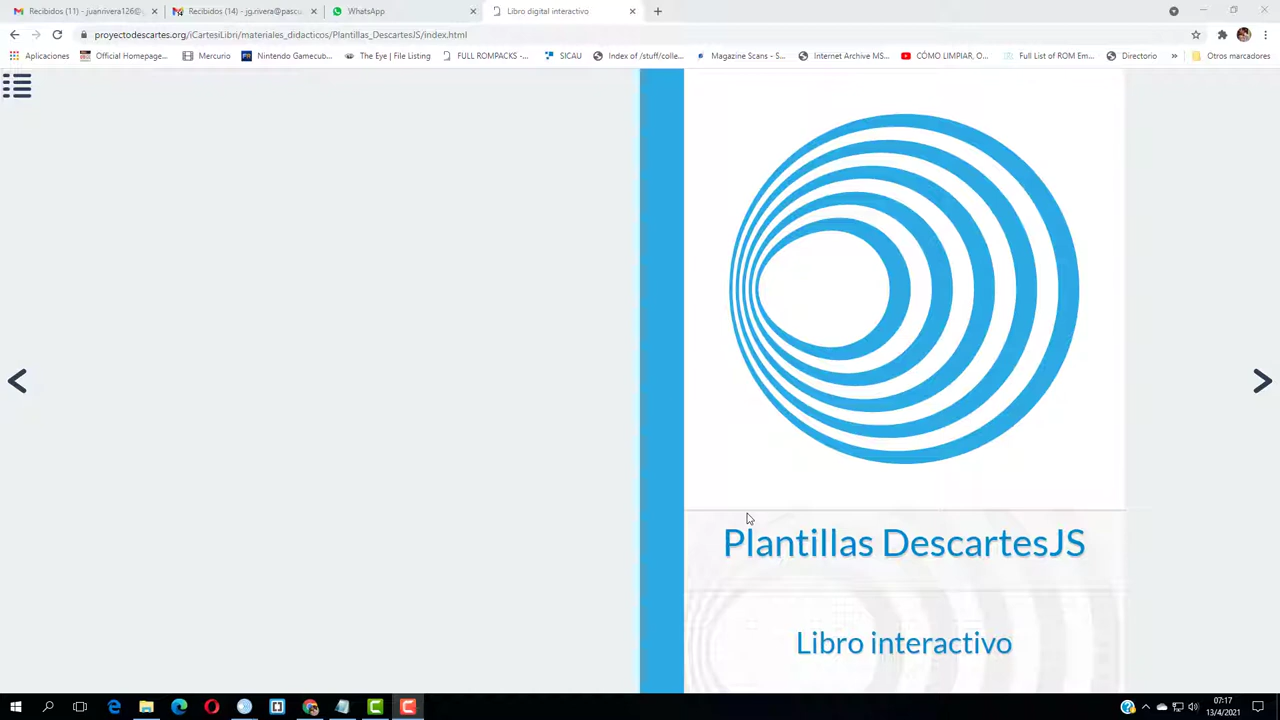 Recibidos (11) - juanrivera126@g
Recibidos (14) - jg.rivera@pascu
WhatsApp
Libro digital interactivo
proyectodescartes.org/iCartesiLibri/materiales_didacticos/Plantillas_DescartesJS/index.html
Aplicaciones
Official Homepage...
Mercurio
Nintendo Gamecub...
The Eye | File Listing
FULL ROMPACKS -...
SICAU
Index of /stuff/colle...
Magazine Scans - S...
Internet Archive MS...
CÓMO LIMPIAR, O...
Full List of ROM Em...
Directorio
»
Otros marcadores
Plantillas DescartesJS
Libro interactivo
07:17
13/4/2021